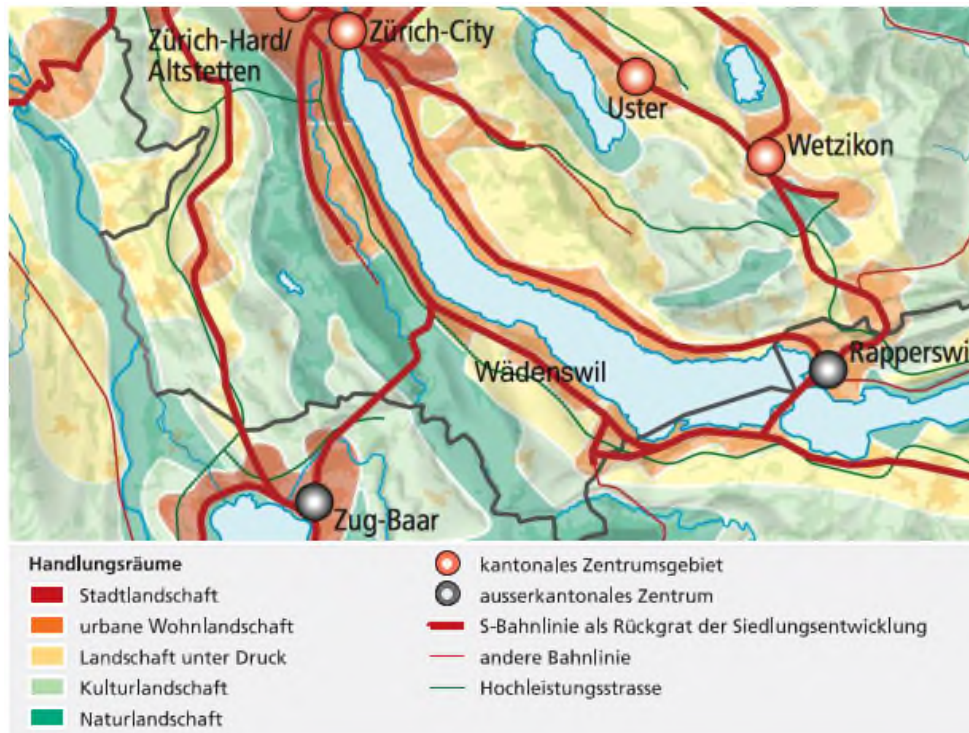 Zürich-Hard/
Altstetten
Zürich-City
Uster
Wetzikon
Wädenswil
Rapperswi
Zug-Baar
Handlungsräume
Stadtlandschaft
urbane Wohnlandschaft
Landschaft unter Druck
Kulturlandschaft
Naturlandschaft
kantonales Zentrumsgebiet
ausserkantonales Zentrum
S-Bahnlinie als Rückgrat der Siedlungsentwicklung
andere Bahnlinie
Hochleistungsstrasse